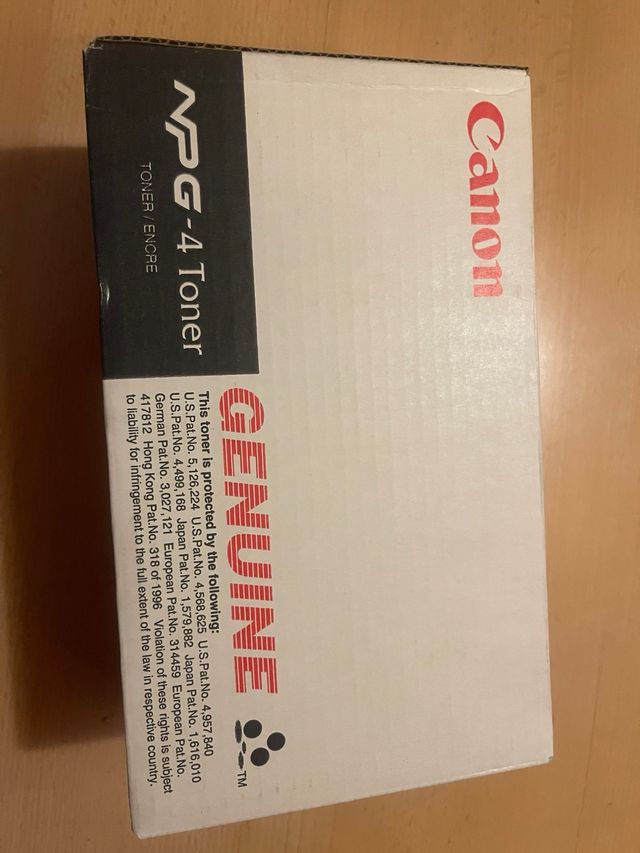 Canon
NPG-4 Toner
TONER / ENCRE
GENUINE TM
This toner is protected by the following:
U.S.Pat.No. 5,126,224 U.S.Pat.No. 4,568,625 U.S.Pat.No. 4,957,840
U.S.Pat.No. 4,499,168 Japan Pat.No. 1,579,882 Japan Pat.No. 1,616,010
German Pat.No. 3,027,121 European Pat.No. 314459 European Pat.No.
417812 Hong Kong Pat.No. 318 of 1996 Violation of these rights is subject
to liability for infringement to the full extent of the law in respective country.